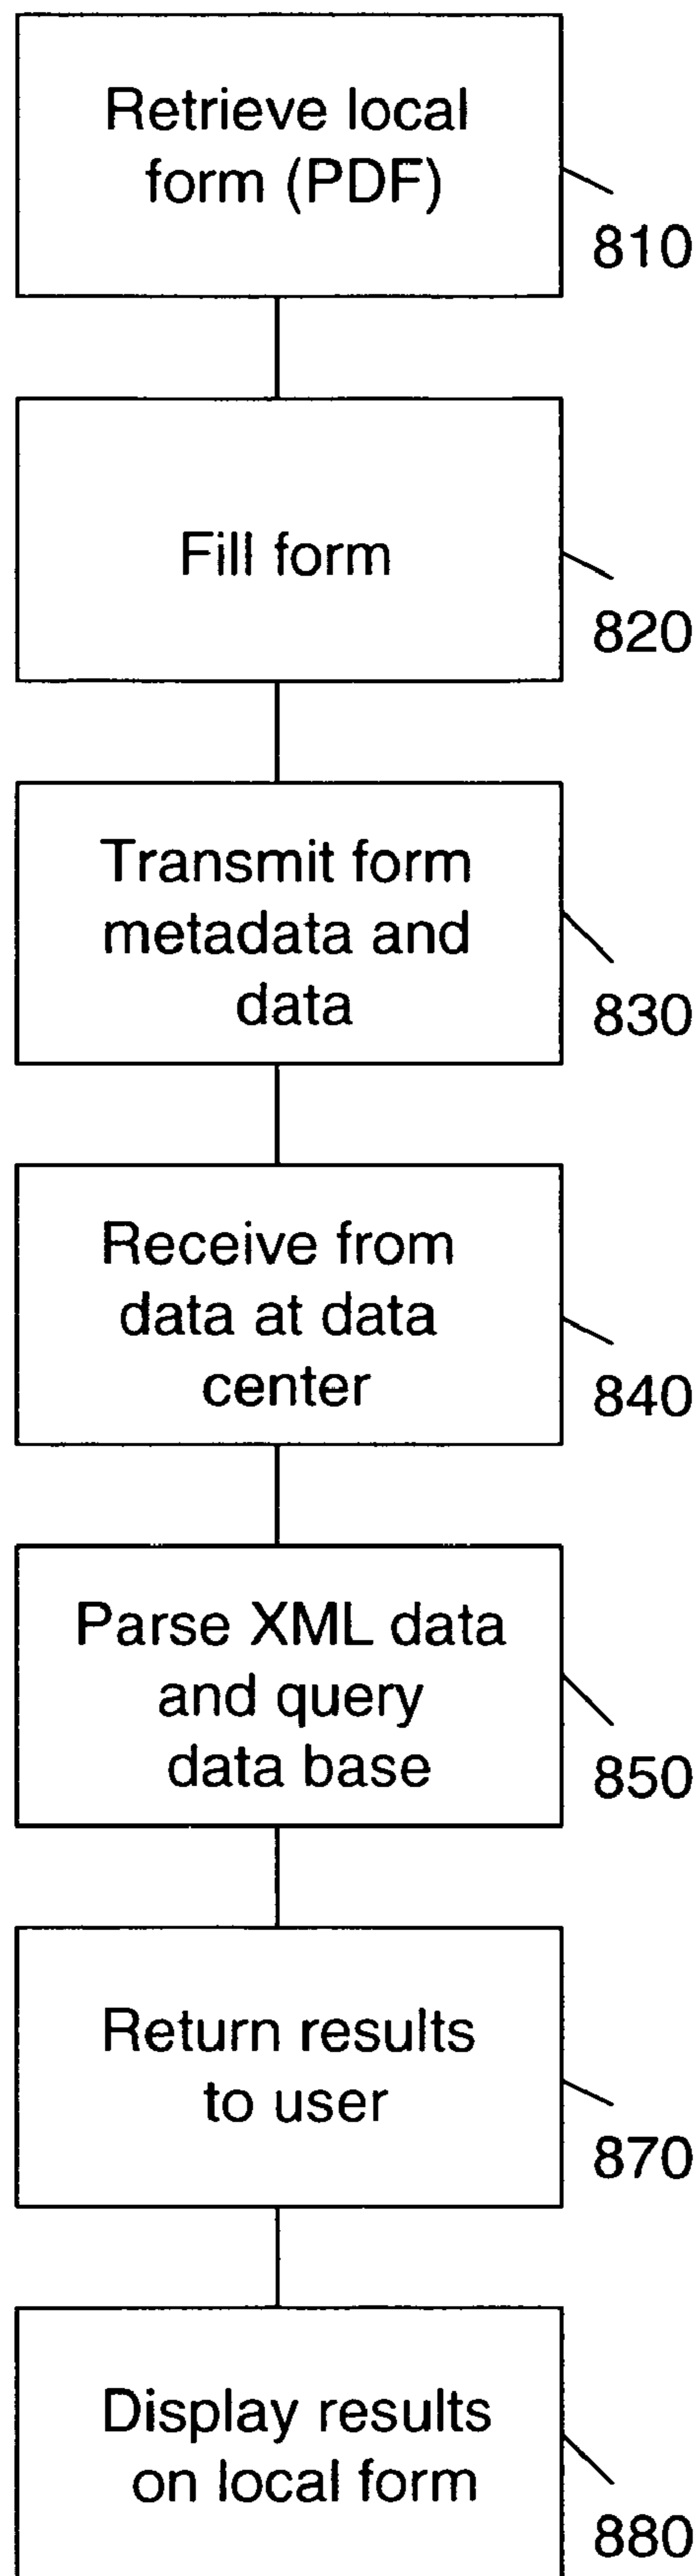 Retrieve local
form (PDF)
810
Fill form
820
Transmit form
metadata and
data
830
Receive from
data at data
center
840
Parse XML data
and query
data base
850
Return results
to user
870
Display results
on local form
880